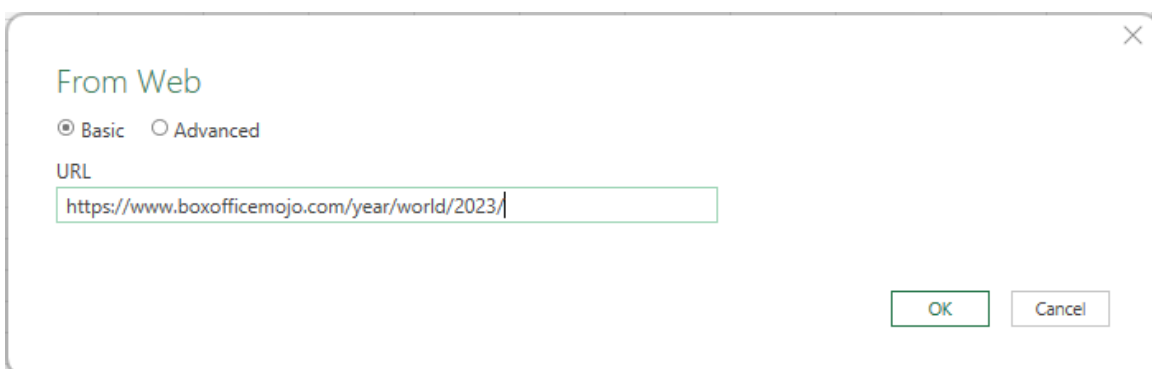 From Web
Basic Advanced
URL
https://www.boxofficemojo.com/year/world/2023/
OK Cancel